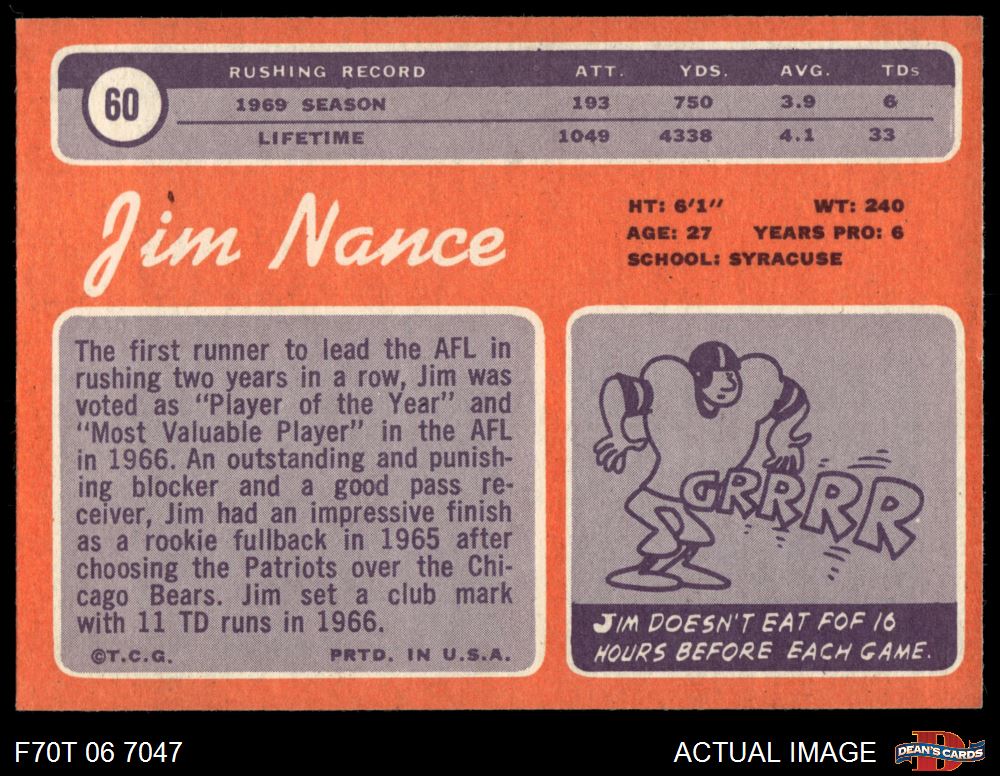 60
RUSHING RECORD ATT. YDS. AVG. TDs
1969 SEASON 193 750 3.9 6
LIFETIME 1049 4338 4.1 33
Jim Nance
HT: 6'1" WT: 240
AGE: 27 YEARS PRO: 6
SCHOOL: SYRACUSE
The first runner to lead the AFL in
rushing two years in a row, Jim was
voted as "Player of the Year" and
"Most Valuable Player" in the AFL
in 1966. An outstanding and punish-
ing blocker and a good pass re-
ceiver, Jim had an impressive finish
as a rookie fullback in 1965 after
choosing the Patriots over the Chi-
cago Bears. Jim set a club mark
with 11 TD runs in 1966.
©T.C.G. PRTD. IN U.S.A.
GRRRR
JIM DOESN'T EAT FOF 16
HOURS BEFORE EACH GAME.
F70T 06 7047
ACTUAL IMAGE
D
DEAN'S CARDS